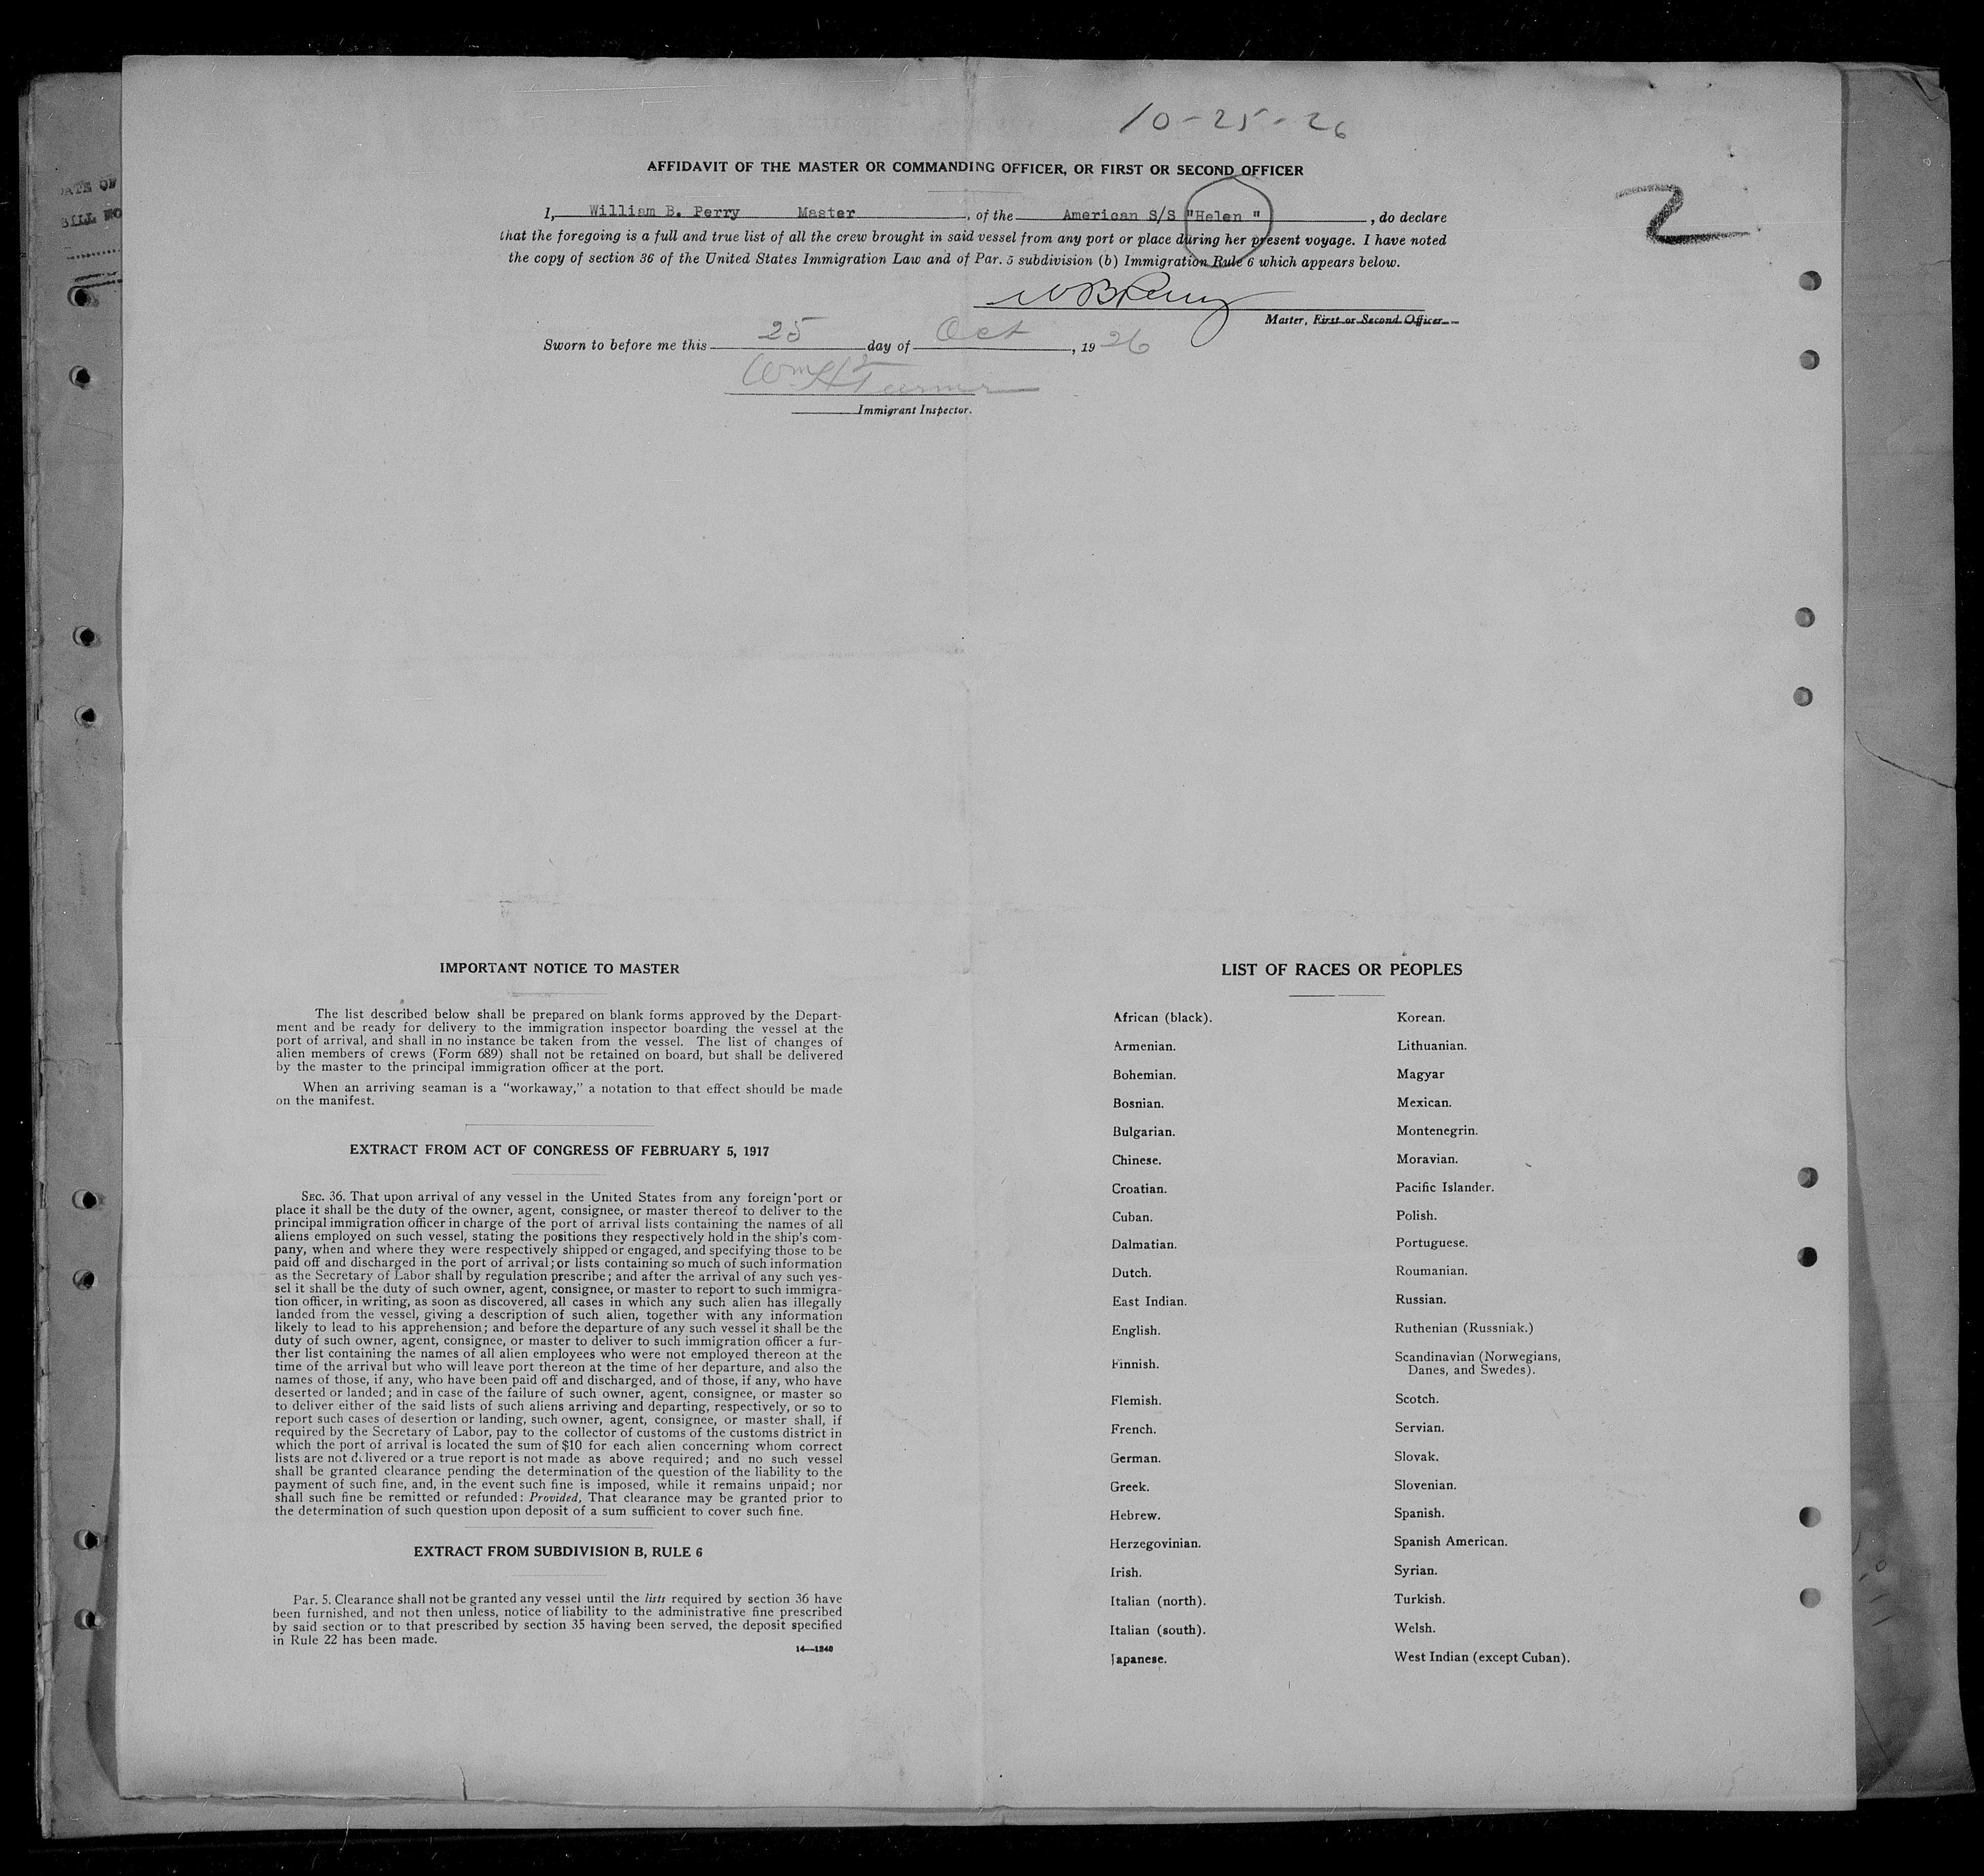 10-25-26
AFFIDAVIT OF THE MASTER OR COMMANDING OFFICER, OR FIRST OR SECOND OFFICER
I, William B. Perry Master, of the American S/S "Helen ", do declare
that the foregoing is a full and true list of all the crew brought in said vessel from any port or place during her present voyage. I have noted
the copy of section 36 of the United States Immigration Law and of Par. 5 subdivision (b) Immigration Rule 6 which appears below.
2
WBPerry
Master, First or Second Officer.
Sworn to before me this 25 day of Oct, 19 26
Wm H Turner
Immigrant Inspector.
ATE OF
BILL NO
IMPORTANT NOTICE TO MASTER
The list described below shall be prepared on blank forms approved by the Depart-
ment and be ready for delivery to the immigration inspector boarding the vessel at the
port of arrival, and shall in no instance be taken from the vessel. The list of changes of
alien members of crews (Form 689) shall not be retained on board, but shall be delivered
by the master to the principal immigration officer at the port.
When an arriving seaman is a "workaway," a notation to that effect should be made
on the manifest.
EXTRACT FROM ACT OF CONGRESS OF FEBRUARY 5, 1917
SEC. 36. That upon arrival of any vessel in the United States from any foreign port or
place it shall be the duty of the owner, agent, consignee, or master thereof to deliver to the
principal immigration officer in charge of the port of arrival lists containing the names of all
aliens employed on such vessel, stating the positions they respectively hold in the ship's com-
pany, when and where they were respectively shipped or engaged, and specifying those to be
paid off and discharged in the port of arrival; or lists containing so much of such information
as the Secretary of Labor shall by regulation prescribe; and after the arrival of any such ves-
sel it shall be the duty of such owner, agent, consignee, or master to report to such immigra-
tion officer, in writing, as soon as discovered, all cases in which any such alien has illegally
landed from the vessel, giving a description of such alien, together with any information
likely to lead to his apprehension; and before the departure of any such vessel it shall be the
duty of such owner, agent, consignee, or master to deliver to such immigration officer a fur-
ther list containing the names of all alien employees who were not employed thereon at the
time of the arrival but who will leave port thereon at the time of her departure, and also the
names of those, if any, who have been paid off and discharged, and of those, if any, who have
deserted or landed; and in case of the failure of such owner, agent, consignee, or master so
to deliver either of the said lists of such aliens arriving and departing, respectively, or so to
report such cases of desertion or landing, such owner, agent, consignee, or master shall, if
required by the Secretary of Labor, pay to the collector of customs of the customs district in
which the port of arrival is located the sum of $10 for each alien concerning whom correct
lists are not delivered or a true report is not made as above required; and no such vessel
shall be granted clearance pending the determination of the question of the liability to the
payment of such fine, and, in the event such fine is imposed, while it remains unpaid; nor
shall such fine be remitted or refunded: Provided, That clearance may be granted prior to
the determination of such question upon deposit of a sum sufficient to cover such fine.
EXTRACT FROM SUBDIVISION B, RULE 6
Par. 5. Clearance shall not be granted any vessel until the lists required by section 36 have
been furnished, and not then unless, notice of liability to the administrative fine prescribed
by said section or to that prescribed by section 35 having been served, the deposit specified
in Rule 22 has been made.
14—1240
LIST OF RACES OR PEOPLES
African (black).
Armenian.
Bohemian.
Bosnian.
Bulgarian.
Chinese.
Croatian.
Cuban.
Dalmatian.
Dutch.
East Indian.
English.
Finnish.
Flemish.
French.
German.
Greek.
Hebrew.
Herzegovinian.
Irish.
Italian (north).
Italian (south).
Japanese.
Korean.
Lithuanian.
Magyar
Mexican.
Montenegrin.
Moravian.
Pacific Islander.
Polish.
Portuguese.
Roumanian.
Russian.
Ruthenian (Russniak.)
Scandinavian (Norwegians,
Danes, and Swedes).
Scotch.
Servian.
Slovak.
Slovenian.
Spanish.
Spanish American.
Syrian.
Turkish.
Welsh.
West Indian (except Cuban).